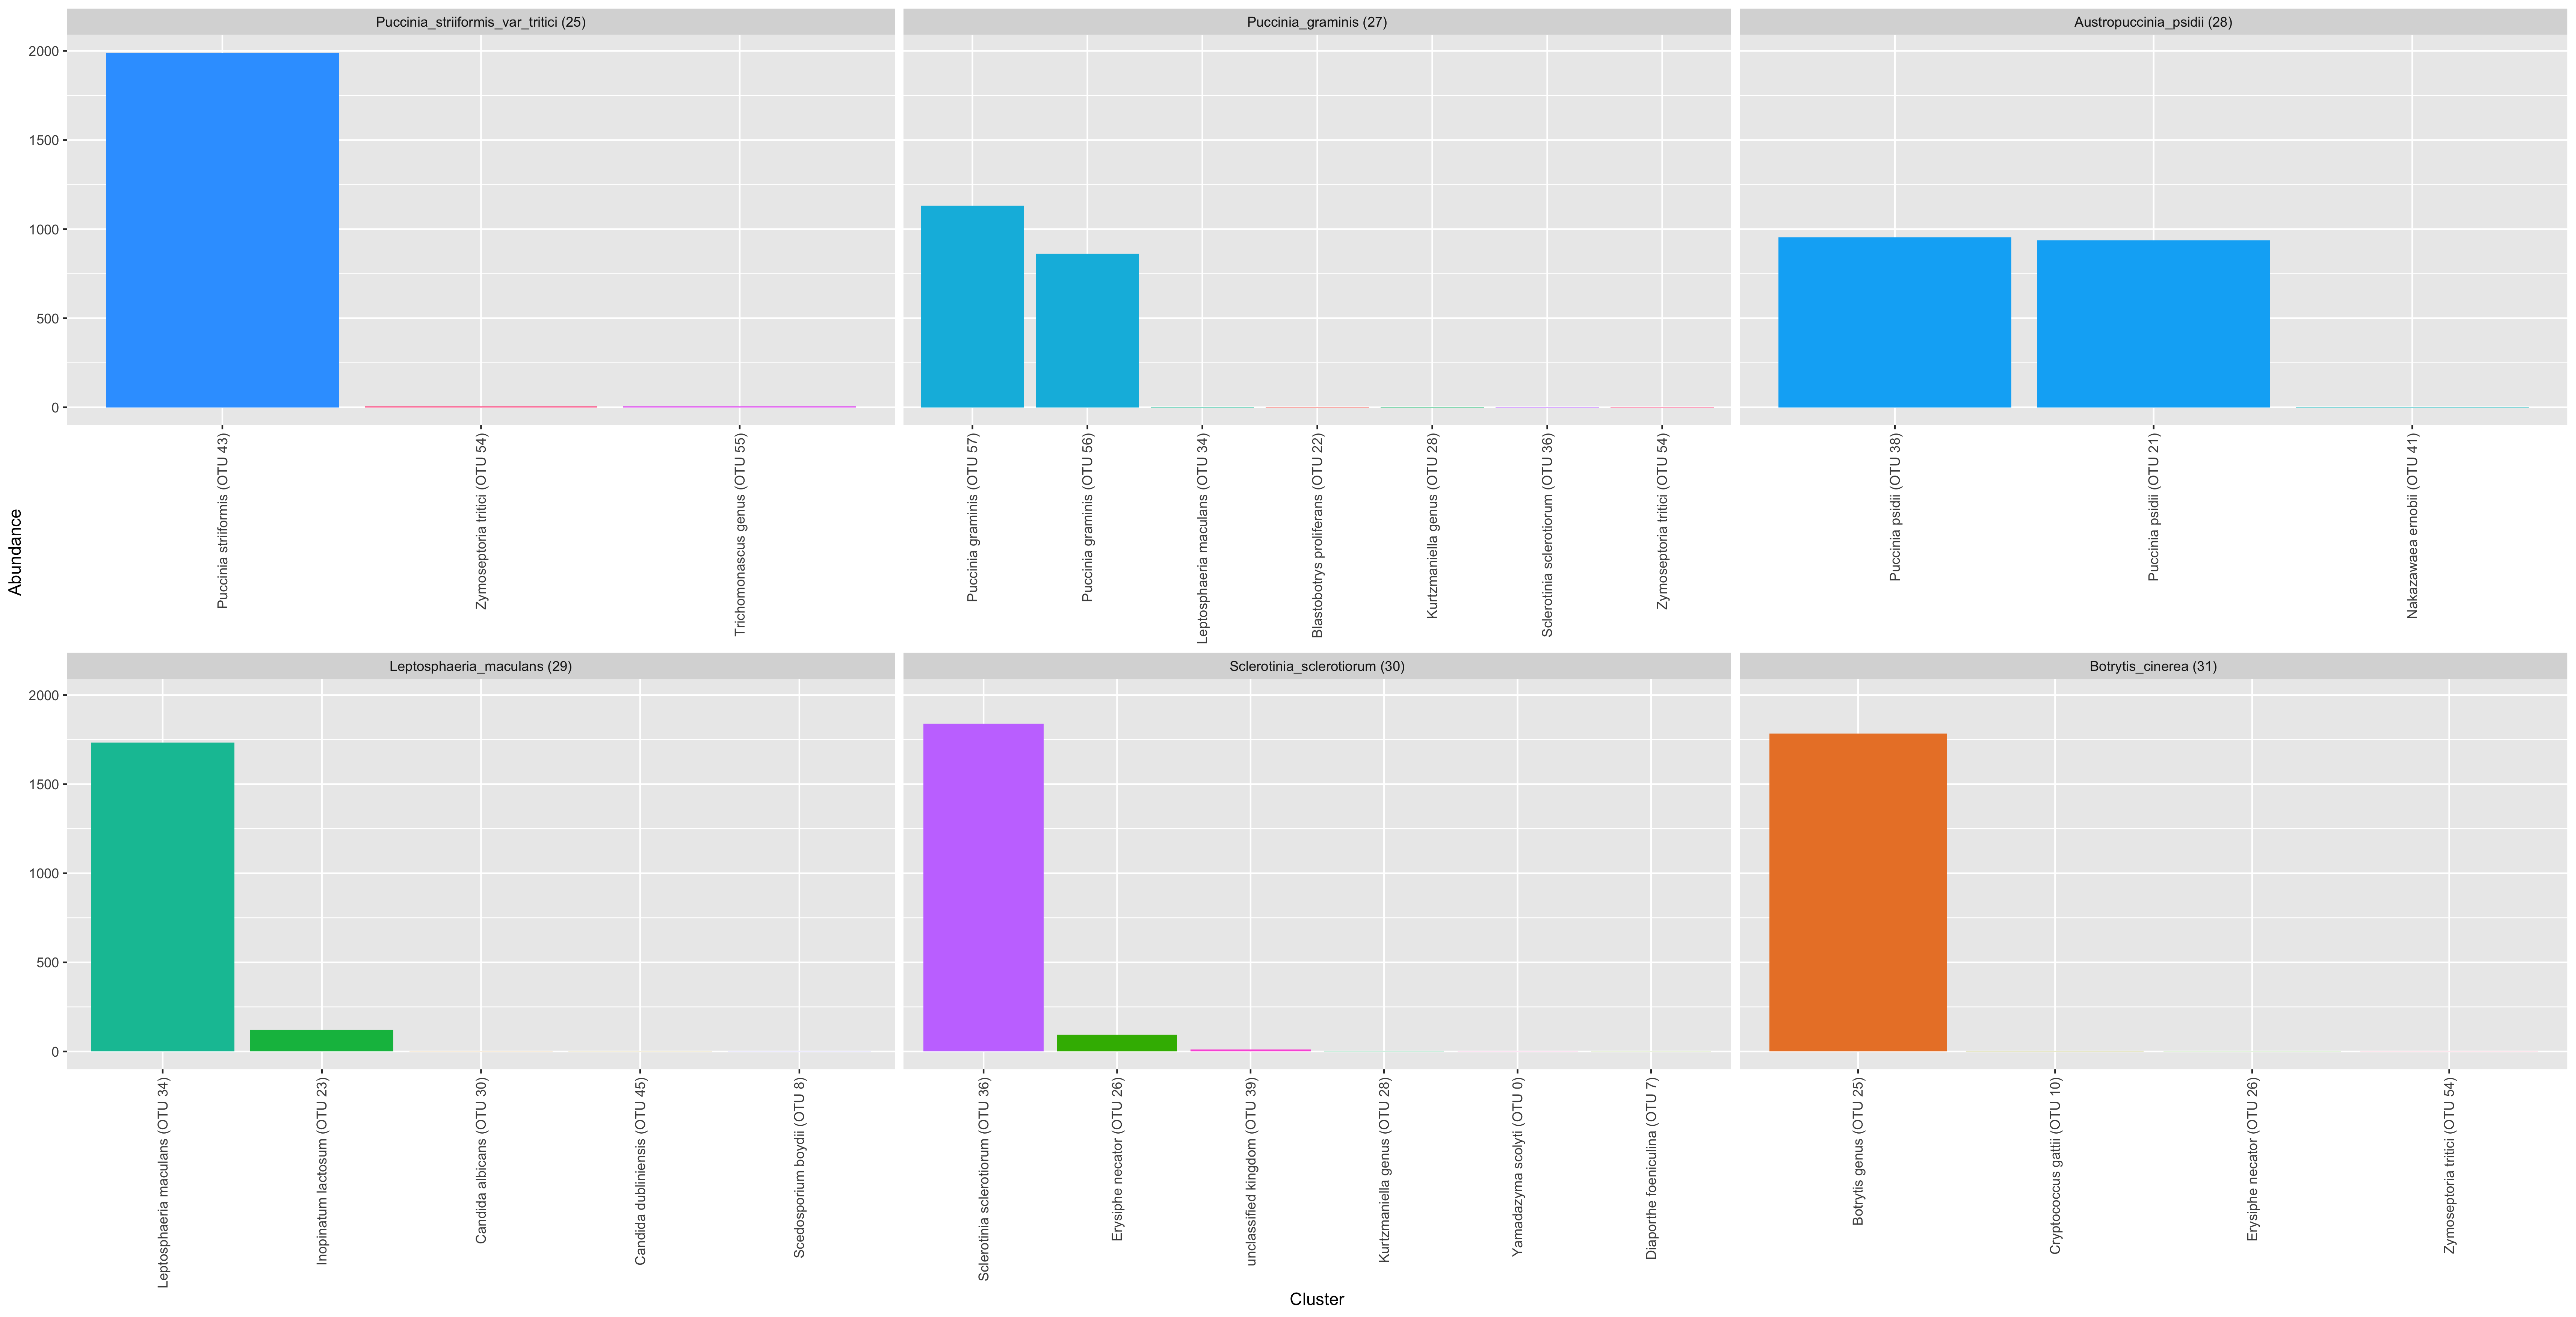 Puccinia_striiformis_var_tritici (25)
Puccinia_graminis (27)
Austropuccinia_psidii (28)
2000
1500
1000
500
0
Puccinia striiformis (OTU 43)
Zymoseptoria tritici (OTU 54)
Trichomonascus genus (OTU 55)
Puccinia graminis (OTU 57)
Puccinia graminis (OTU 56)
Leptosphaeria maculans (OTU 34)
Blastobotrys proliferans (OTU 22)
Kurtzmaniella genus (OTU 28)
Sclerotinia sclerotiorum (OTU 36)
Zymoseptoria tritici (OTU 54)
Puccinia psidii (OTU 38)
Puccinia psidii (OTU 21)
Nakazawaea ernobii (OTU 41)
Abundance
Leptosphaeria_maculans (29)
Sclerotinia_sclerotiorum (30)
Botrytis_cinerea (31)
2000
1500
1000
500
0
Leptosphaeria maculans (OTU 34)
Inopinatum lactosum (OTU 23)
Candida albicans (OTU 30)
Candida dubliniensis (OTU 45)
Scedosporium boydii (OTU 8)
Sclerotinia sclerotiorum (OTU 36)
Erysiphe necator (OTU 26)
unclassified kingdom (OTU 39)
Kurtzmaniella genus (OTU 28)
Yamadazyma scolyti (OTU 0)
Diaporthe foeniculina (OTU 7)
Botrytis genus (OTU 25)
Cryptococcus gattii (OTU 10)
Erysiphe necator (OTU 26)
Zymoseptoria tritici (OTU 54)
Cluster